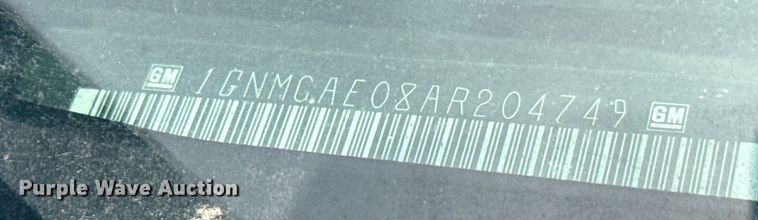 GM 1GNMCAE08AR204749 GM
Purple Wave Auction